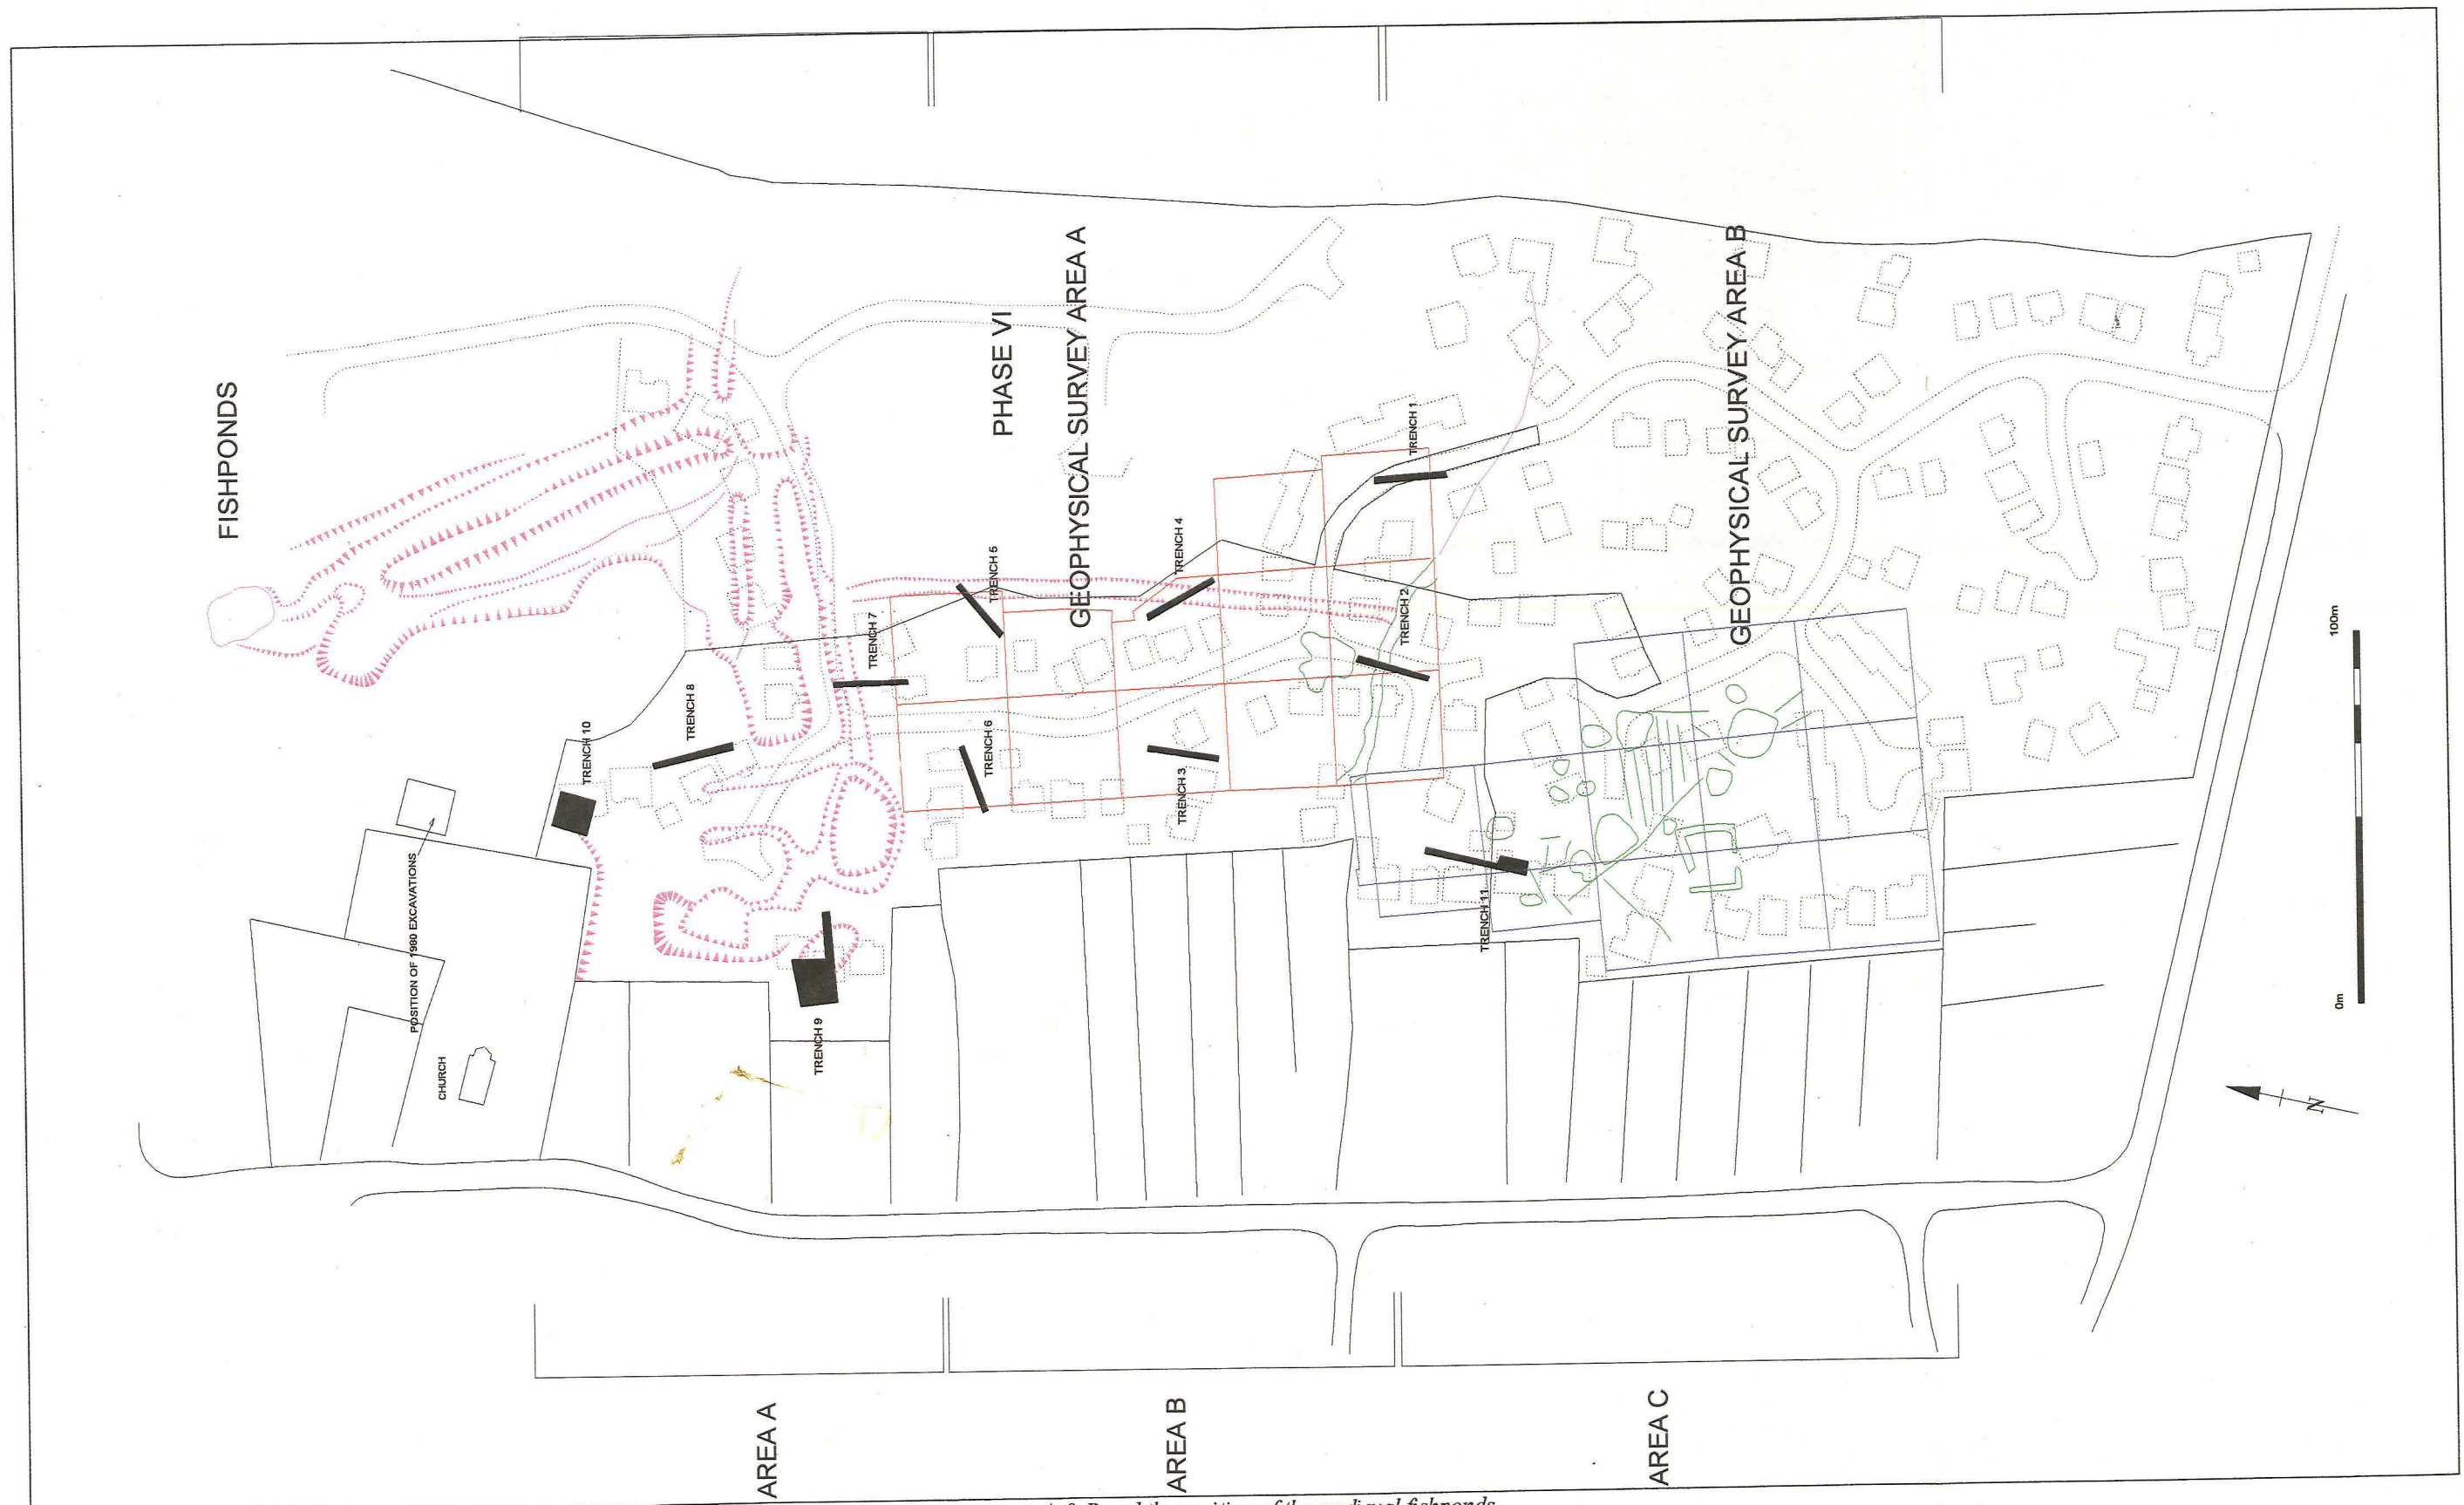 FISHPONDS
PHASE VI
GEOPHYSICAL SURVEY AREA A
GEOPHYSICAL SURVEY AREA B
TRENCH 1
TRENCH 2
TRENCH 3
TRENCH 4
TRENCH 5
TRENCH 6
TRENCH 7
TRENCH 8
TRENCH 9
TRENCH 10
TRENCH 11
POSITION OF 1980 EXCAVATIONS
CHURCH
100m
0m
N
AREA A
AREA B
AREA C
fishponds